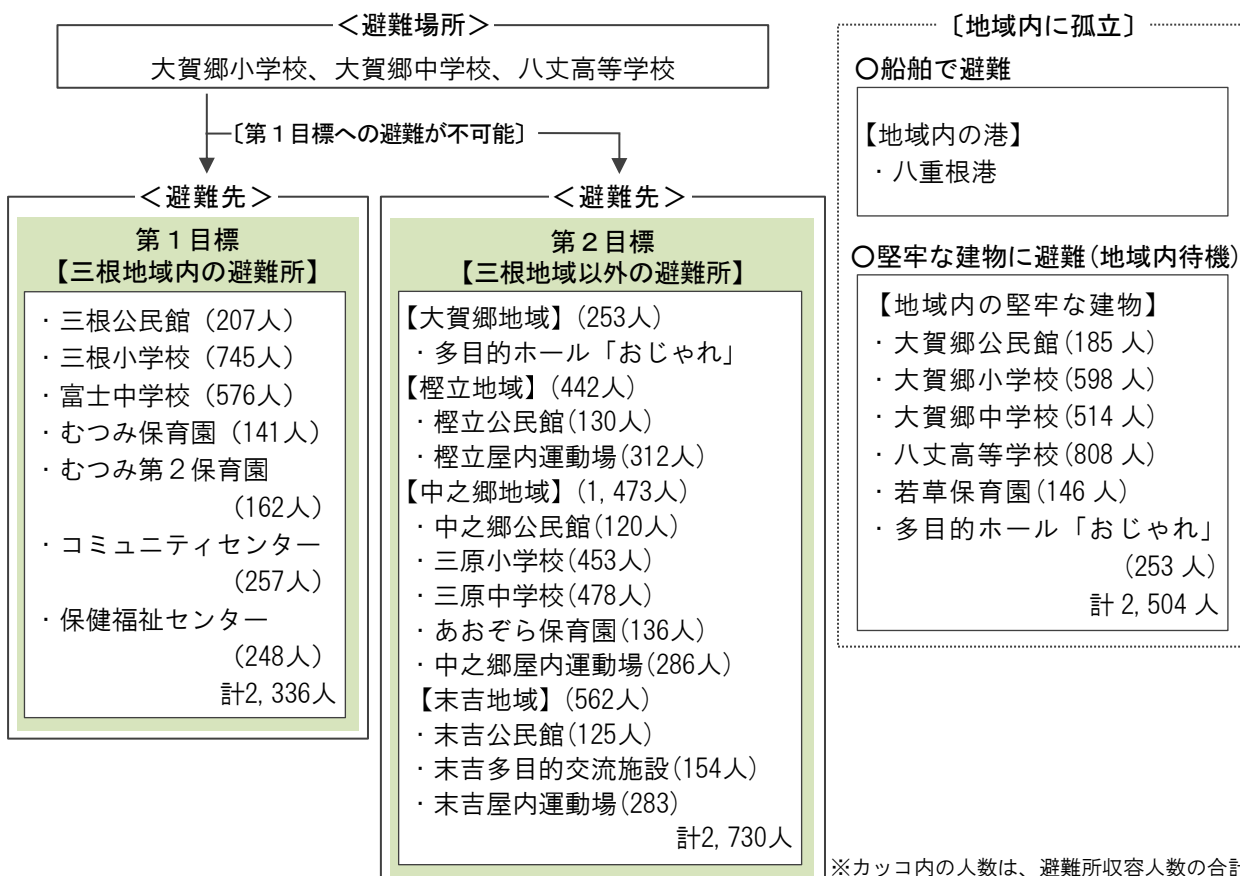 ＜避難場所＞
大賀郷小学校、大賀郷中学校、八丈高等学校
〔第１目標への避難が不可能〕
＜避難先＞
第１目標
【三根地域内の避難所】
・三根公民館（207人）
・三根小学校（745人）
・富士中学校（576人）
・むつみ保育園（141人）
・むつみ第２保育園
（162人）
・コミュニティセンター
（257人）
・保健福祉センター
（248人）
計2,336人
＜避難先＞
第２目標
【三根地域以外の避難所】
【大賀郷地域】(253人)
・多目的ホール「おじゃれ」
【樫立地域】(442人)
・樫立公民館(130人)
・樫立屋内運動場(312人)
【中之郷地域】(1,473人)
・中之郷公民館(120人)
・三原小学校(453人)
・三原中学校(478人)
・あおぞら保育園(136人)
・中之郷屋内運動場(286人)
【末吉地域】(562人)
・末吉公民館(125人)
・末吉多目的交流施設(154人)
・末吉屋内運動場(283)
計2,730人
〔地域内に孤立〕
○船舶で避難
【地域内の港】
・八重根港
○堅牢な建物に避難(地域内待機)
【地域内の堅牢な建物】
・大賀郷公民館(185 人)
・大賀郷小学校(598 人)
・大賀郷中学校(514 人)
・八丈高等学校(808 人)
・若草保育園(146 人)
・多目的ホール「おじゃれ」
(253 人)
計 2,504 人
※カッコ内の人数は、避難所収容人数の合計